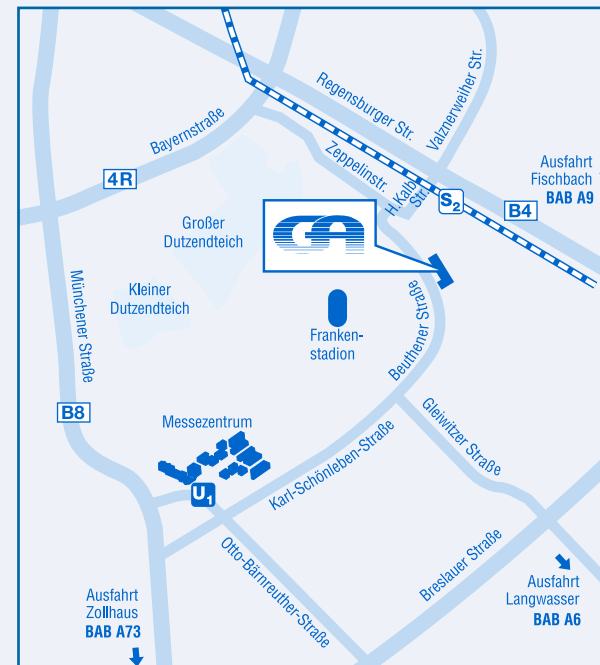 Regensburger Str.
Valznerweiher Str.
Bayernstraße
Zeppelinstr.
H.Kalb
Str.
Ausfahrt
Fischbach
BAB A9
4R
S2
B4
Großer
Dutzendteich
GA
Münchener Straße
Kleiner
Dutzendteich
Franken-
stadion
Beuthener Straße
B8
Messezentrum
Gleiwitzer Straße
Karl-Schönleben-Straße
U1
Otto-Bärnreuther-Straße
Breslauer Straße
Ausfahrt
Zollhaus
BAB A73
Ausfahrt
Langwasser
BAB A6